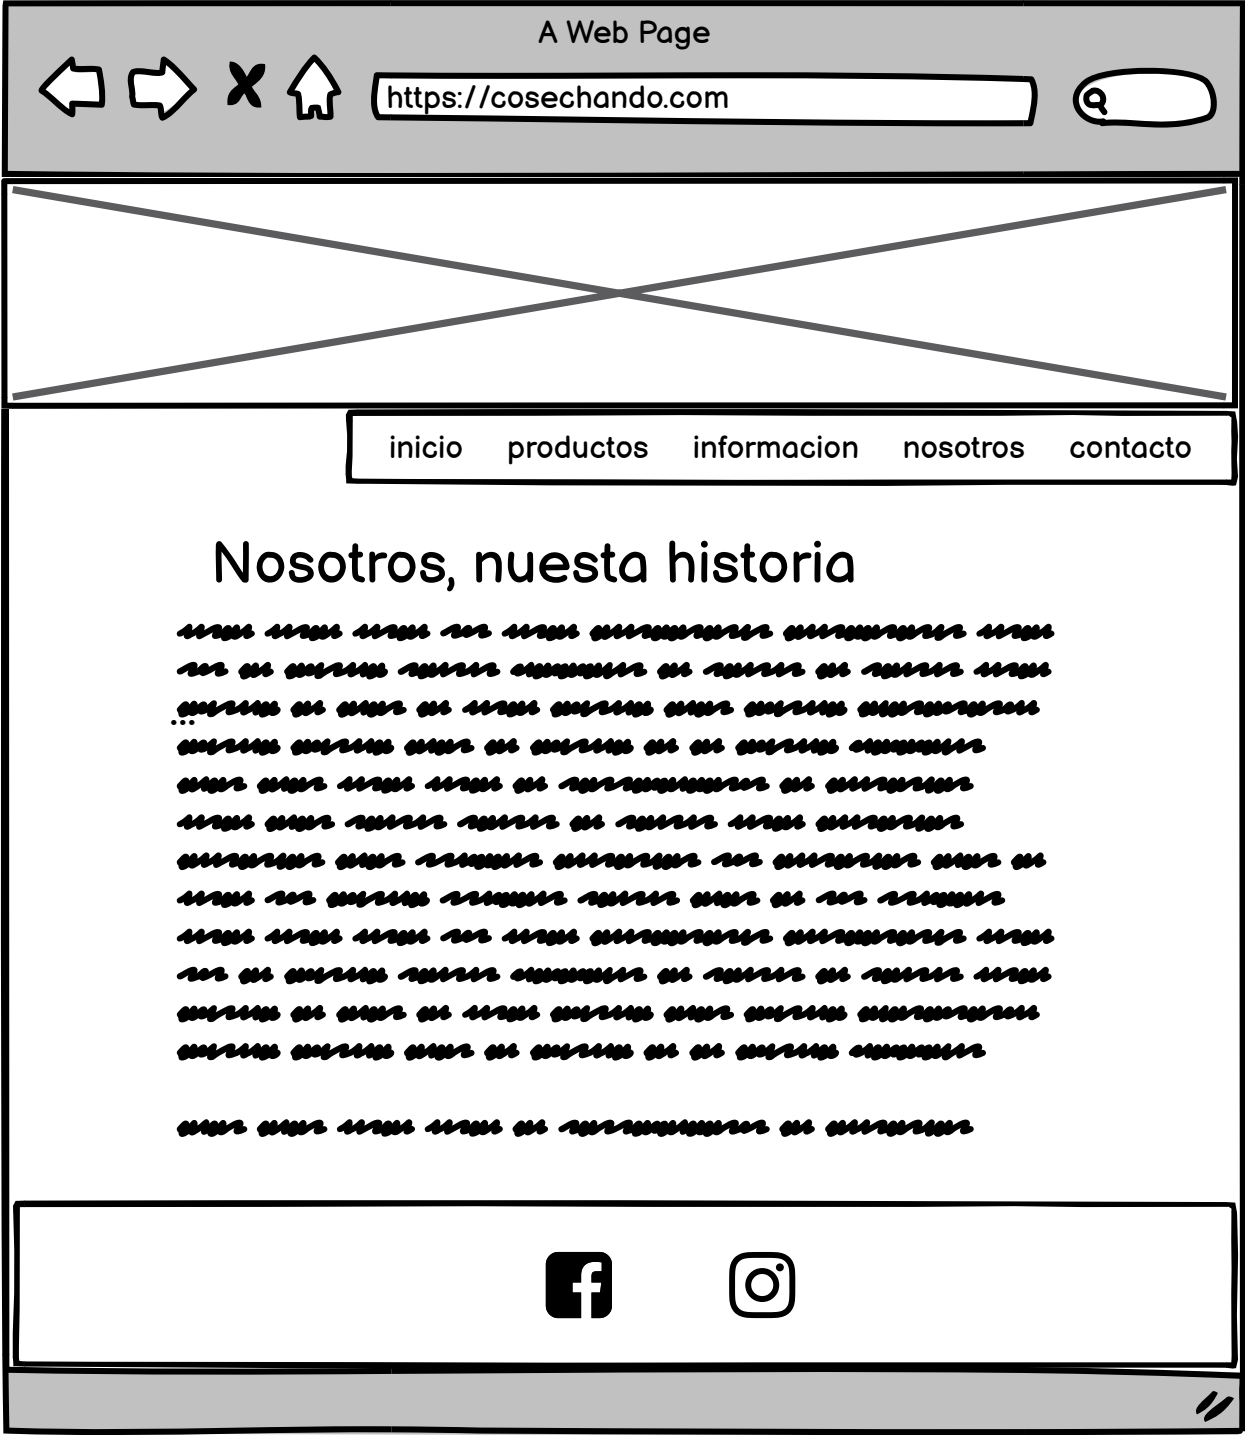 A Web Page
https://cosechando.com
inicio productos informacion nosotros contacto
Nosotros, nuesta historia
...